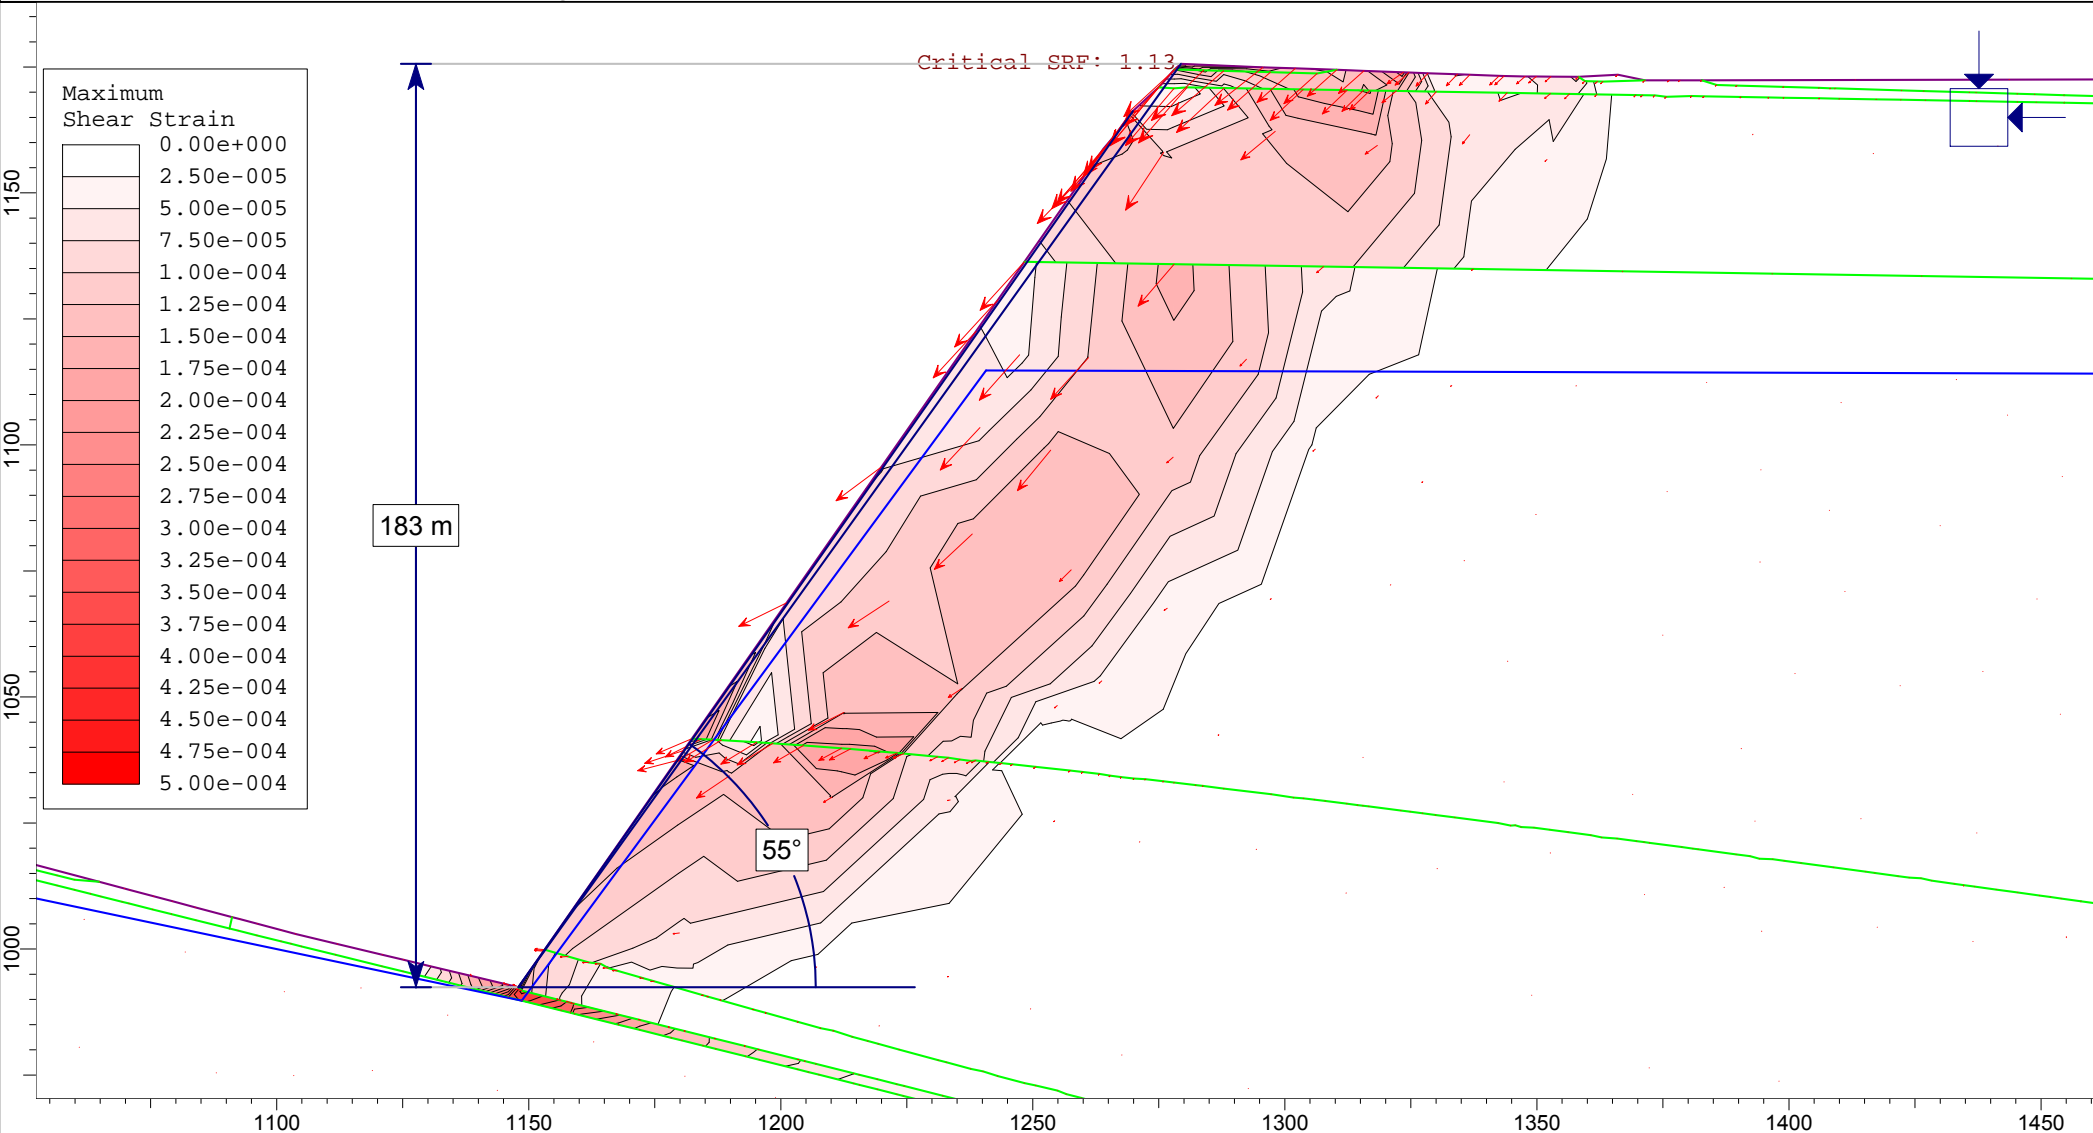 Critical SRF: 1.13
Maximum
Shear Strain
0.00e+000
2.50e-005
5.00e-005
7.50e-005
1.00e-004
1.25e-004
1.50e-004
1.75e-004
2.00e-004
2.25e-004
2.50e-004
2.75e-004
3.00e-004
3.25e-004
3.50e-004
3.75e-004
4.00e-004
4.25e-004
4.50e-004
4.75e-004
5.00e-004
183 m
55°
1150
1100
1050
1000
1100 1150 1200 1250 1300 1350 1400 1450